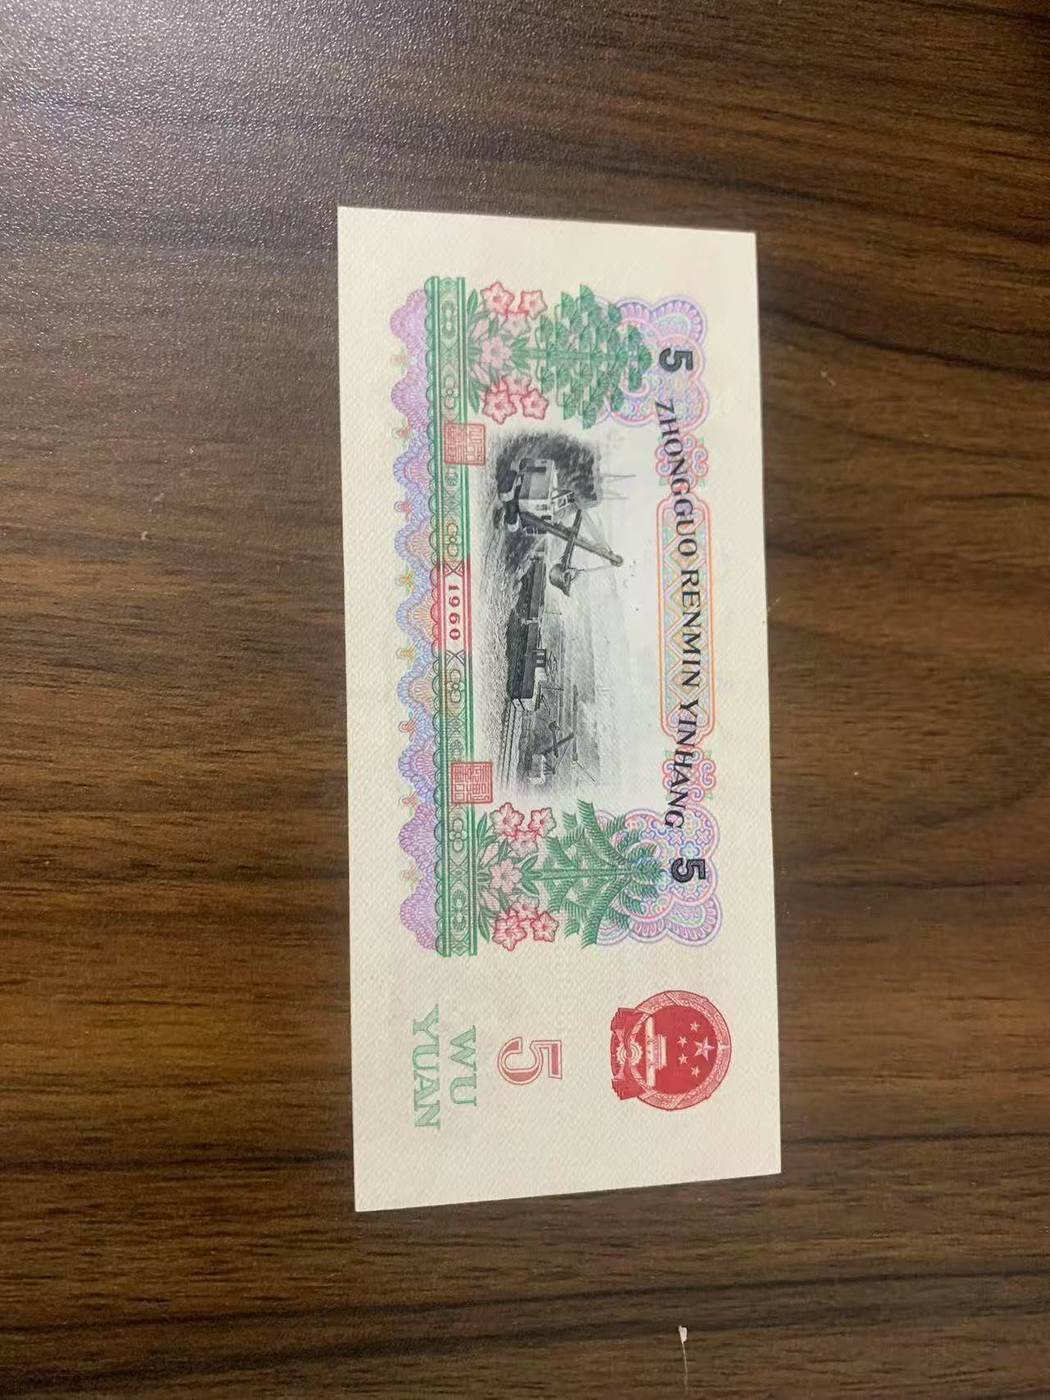 5 ZHONGGUO RENMIN YINHANG 5
1960
5
WU
YUAN